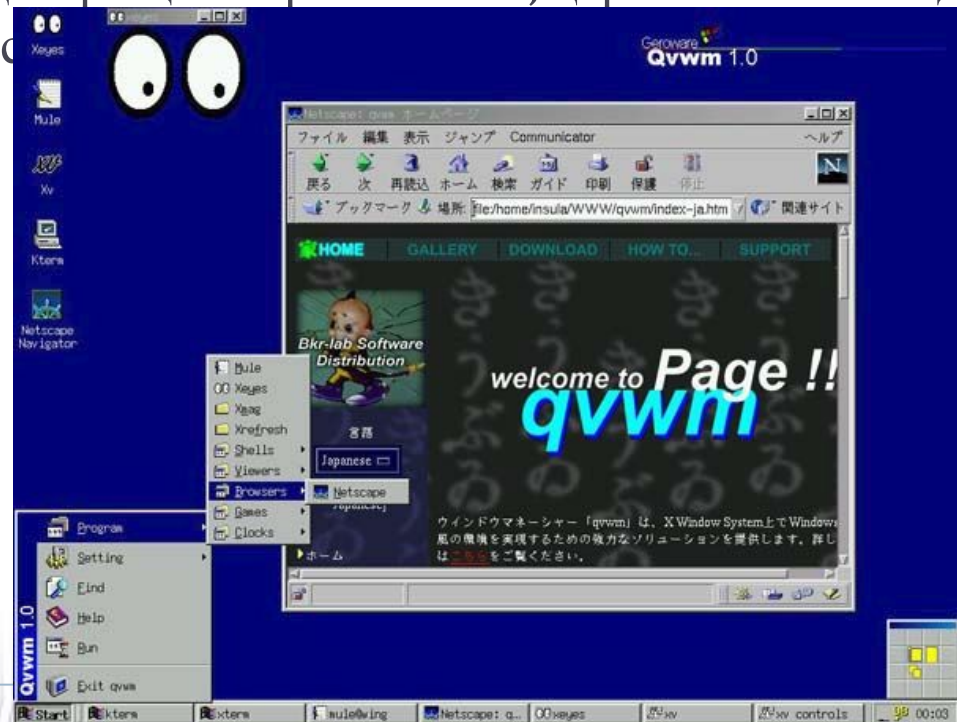 xeyes
Xeyes
Geroware
Qvwm 1.0
Mule
Xv
Kterm
Netscape
Navigator
Netscape: qvwm ホームページ
ファイル 編集 表示 ジャンプ Communicator ヘルプ
戻る 次 再読込 ホーム 検索 ガイド 印刷 保護 停止
N
ブックマーク 場所: file:/home/insula/WWW/qvwm/index-ja.htm 関連サイト
HOME GALLERY DOWNLOAD HOW TO... SUPPORT
Bkr-lab Software
Distribution
welcome to Page !!
qvwm
言語
Japanese
Japanese]
ホーム
ウインドウマネージャー「qvwm」は、X Window System上でWindows
風の環境を実現するための強力なソリューションを提供します。詳し
はこちらをご覧ください。
Mule
Xeyes
Xmag
Xrefresh
Shells
Viewers
Browsers
Netscape
Games
Clocks
Program
Setting
Find
Help
Run
Exit qvwm
Qvwm 1.0
Start kterm xterm mule@wing Netscape: q... xeyes xv xv controls 00:03